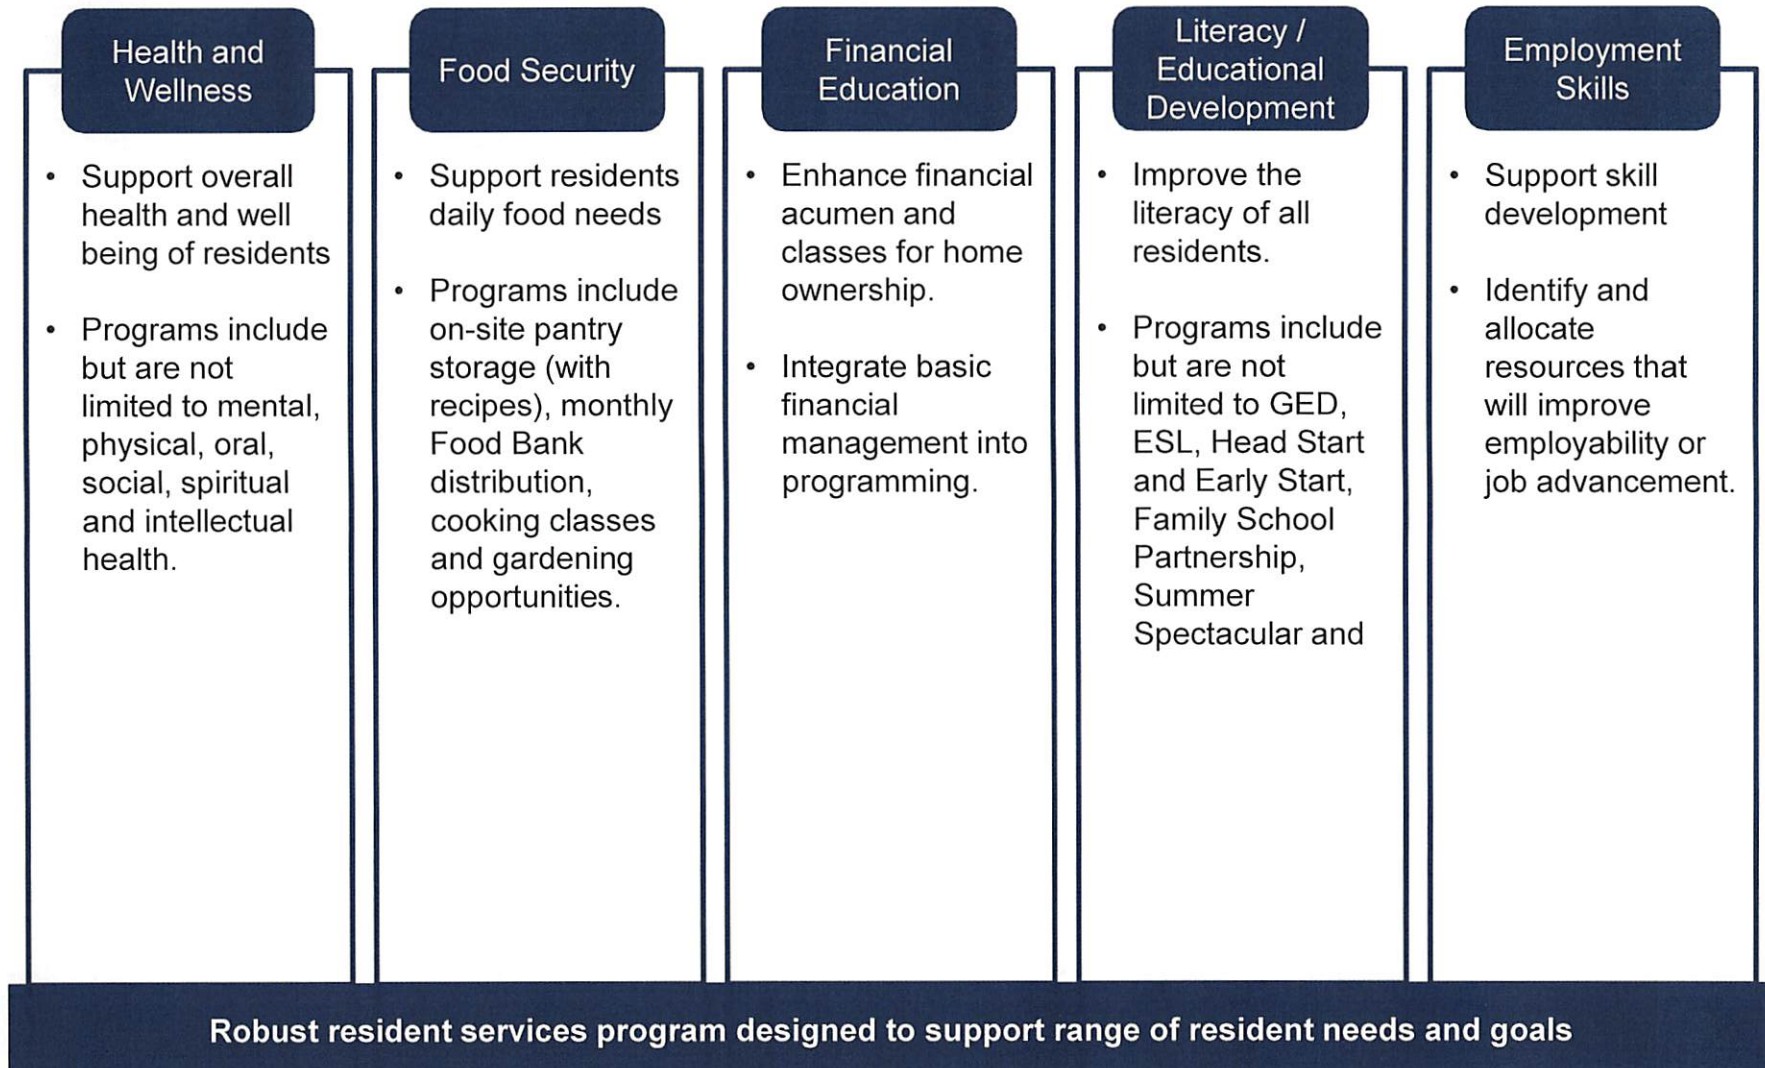 Health and
Wellness
• Support overall
health and well
being of residents
• Programs include
but are not
limited to mental,
physical, oral,
social, spiritual
and intellectual
health.
Food Security
• Support residents
daily food needs
• Programs include
on-site pantry
storage (with
recipes), monthly
Food Bank
distribution,
cooking classes
and gardening
opportunities.
Financial
Education
• Enhance financial
acumen and
classes for home
ownership.
• Integrate basic
financial
management into
programming.
Literacy /
Educational
Development
• Improve the
literacy of all
residents.
• Programs include
but are not
limited to GED,
ESL, Head Start
and Early Start,
Family School
Partnership,
Summer
Spectacular and
Employment
Skills
• Support skill
development
• Identify and
allocate
resources that
will improve
employability or
job advancement.
Robust resident services program designed to support range of resident needs and goals